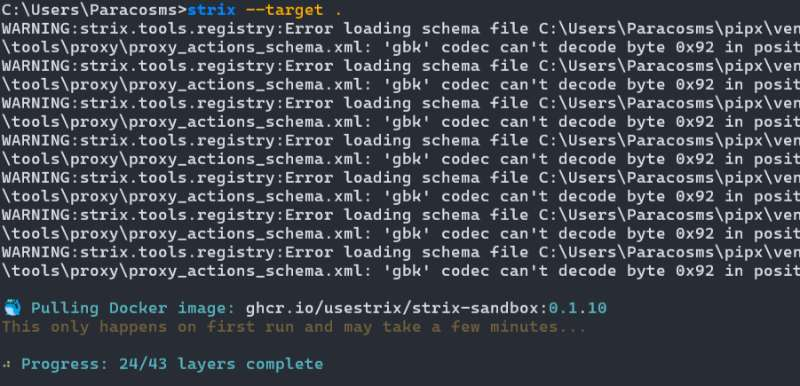 C:\Users\Paracosms>strix --target .
WARNING:strix.tools.registry:Error loading schema file C:\Users\Paracosms\pipx\ven
\tools\proxy\proxy_actions_schema.xml: 'gbk' codec can't decode byte 0x92 in posit
WARNING:strix.tools.registry:Error loading schema file C:\Users\Paracosms\pipx\ven
\tools\proxy\proxy_actions_schema.xml: 'gbk' codec can't decode byte 0x92 in posit
WARNING:strix.tools.registry:Error loading schema file C:\Users\Paracosms\pipx\ven
\tools\proxy\proxy_actions_schema.xml: 'gbk' codec can't decode byte 0x92 in posit
WARNING:strix.tools.registry:Error loading schema file C:\Users\Paracosms\pipx\ven
\tools\proxy\proxy_actions_schema.xml: 'gbk' codec can't decode byte 0x92 in posit
WARNING:strix.tools.registry:Error loading schema file C:\Users\Paracosms\pipx\ven
\tools\proxy\proxy_actions_schema.xml: 'gbk' codec can't decode byte 0x92 in posit
WARNING:strix.tools.registry:Error loading schema file C:\Users\Paracosms\pipx\ven
\tools\proxy\proxy_actions_schema.xml: 'gbk' codec can't decode byte 0x92 in posit
WARNING:strix.tools.registry:Error loading schema file C:\Users\Paracosms\pipx\ven
\tools\proxy\proxy_actions_schema.xml: 'gbk' codec can't decode byte 0x92 in posit
🐳 Pulling Docker image: ghcr.io/usestrix/strix-sandbox:0.1.10
This only happens on first run and may take a few minutes...
Progress: 24/43 layers complete